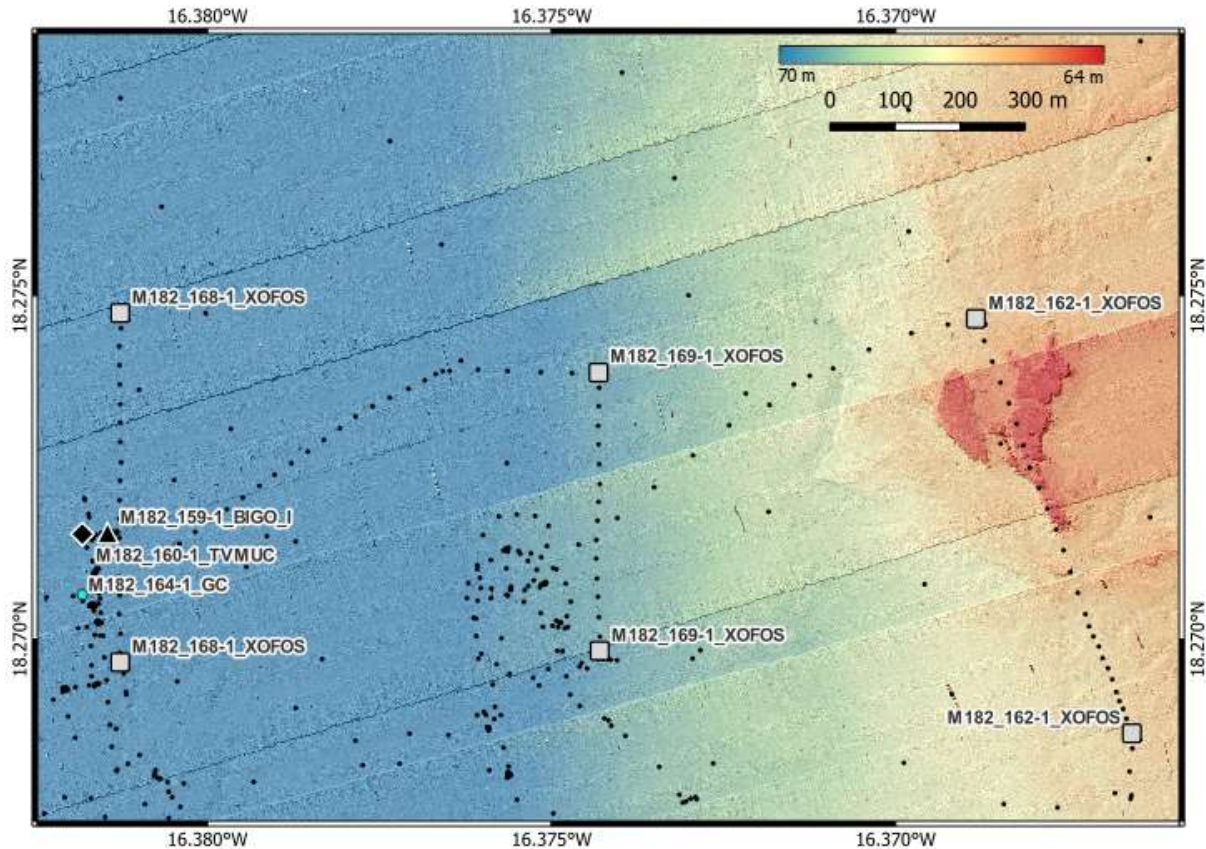 16.380°W 16.375°W 16.370°W
70 m 64 m
0 100 200 300 m
18.275°N 18.275°N
M182_168-1_XOFOS
M182_162-1_XOFOS
M182_169-1_XOFOS
M182_159-1_BIGO_I
M182_160-1_TVMUC
M182_164-1_GC
18.270°N 18.270°N
M182_168-1_XOFOS
M182_169-1_XOFOS
M182_162-1_XOFOS
16.380°W 16.375°W 16.370°W